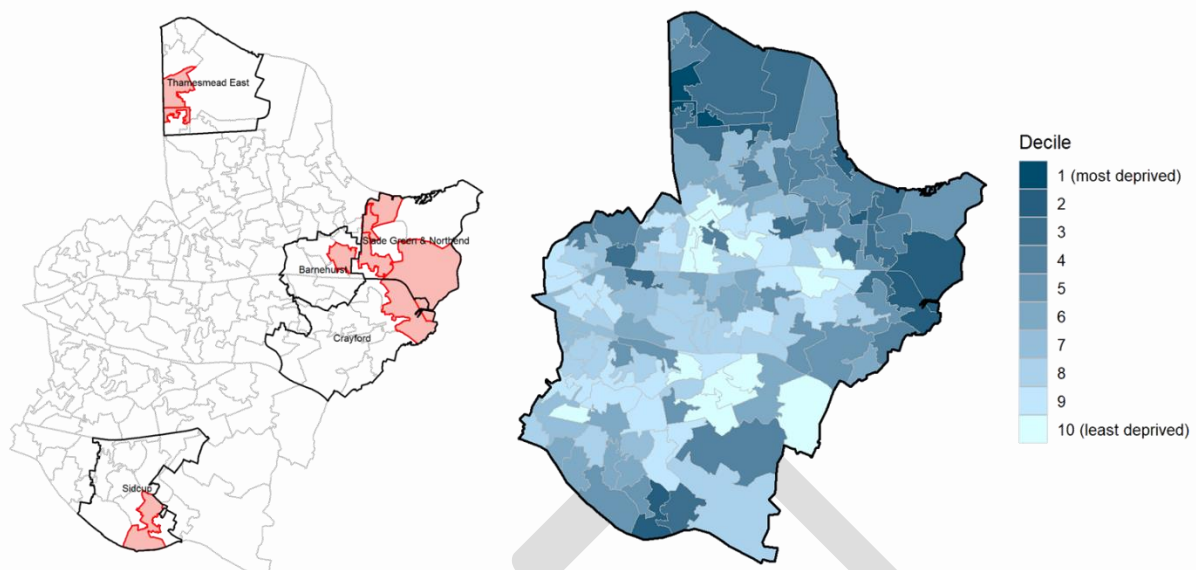 Thamesmead East
Slade Green & Northend
Barnehurst
Crayford
Sidcup
Decile
1 (most deprived)
2
3
4
5
6
7
8
9
10 (least deprived)